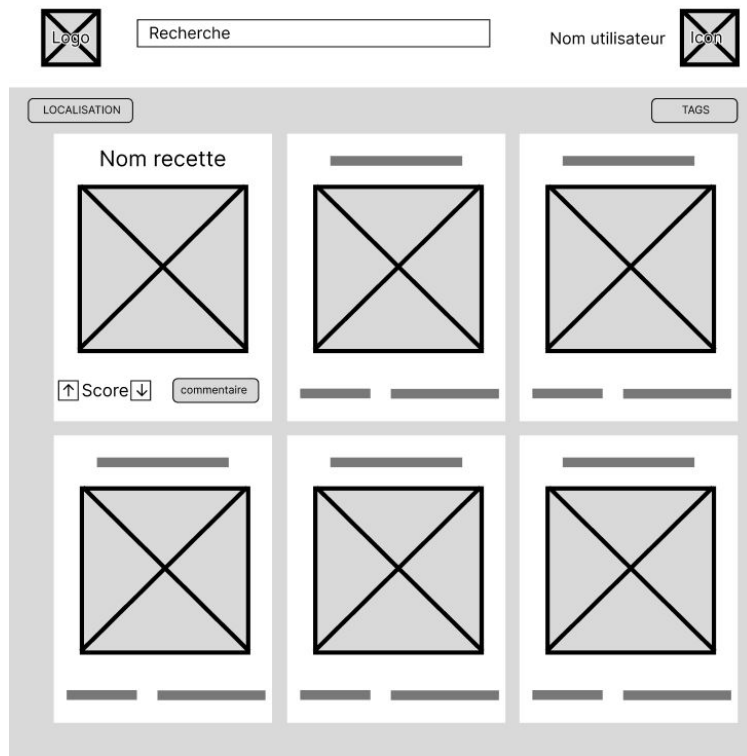 Logo
Recherche
Nom utilisateur
Icon
LOCALISATION
TAGS
Nom recette
↑ Score ↓
commentaire